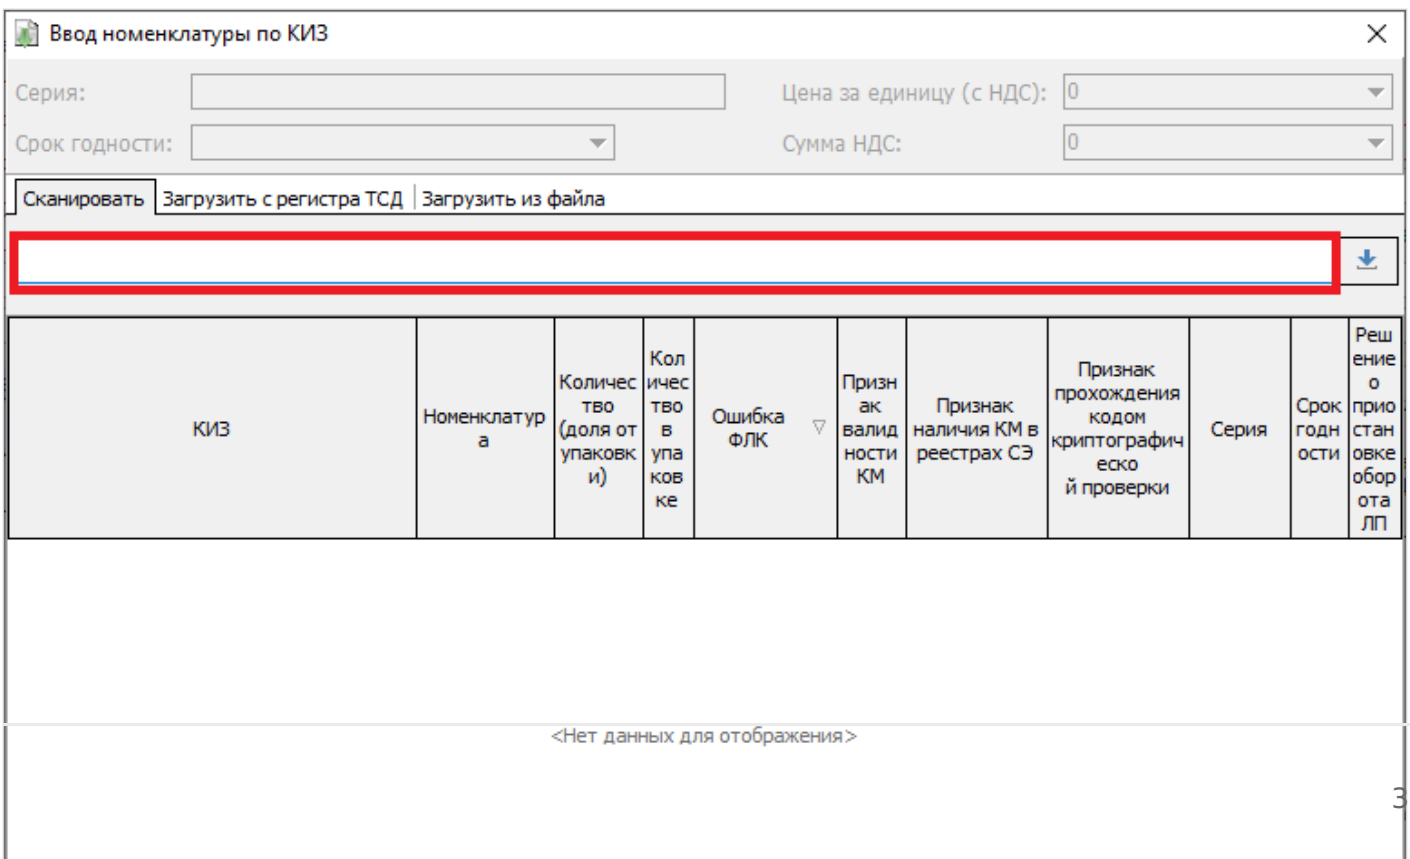 Ввод номенклатуры по КИЗ
Серия:
Цена за единицу (с НДС): 0
Срок годности:
Сумма НДС: 0
Сканировать
Загрузить с регистра ТСД
Загрузить из файла
КИЗ
Номенклатур
а
Количес
тво
(доля от
упаковк
и)
Кол
ичес
тво
в
упа
ков
ке
Ошибка
ФЛК
Призн
ак
валид
ности
КМ
Признак
наличия КМ в
реестрах СЭ
Признак
прохождения
кодом
криптографич
еско
й проверки
Серия
Срок
годн
ости
Реш
ение
о
прио
стан
овке
обор
ота
ЛП
<Нет данных для отображения>
3